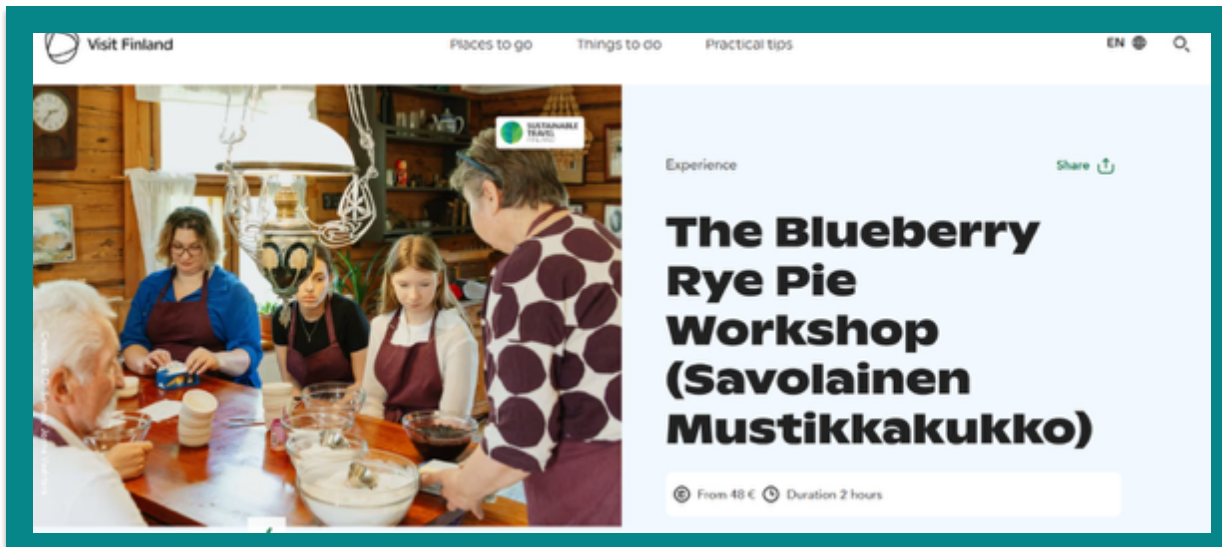 Visit Finland
Places to go Things to do Practical tips
EN
SUSTAINABLE
TRAVEL
FINLAND
Experience
Share
The Blueberry
Rye Pie
Workshop
(Savolainen
Mustikkakukko)
From 48 € Duration 2 hours